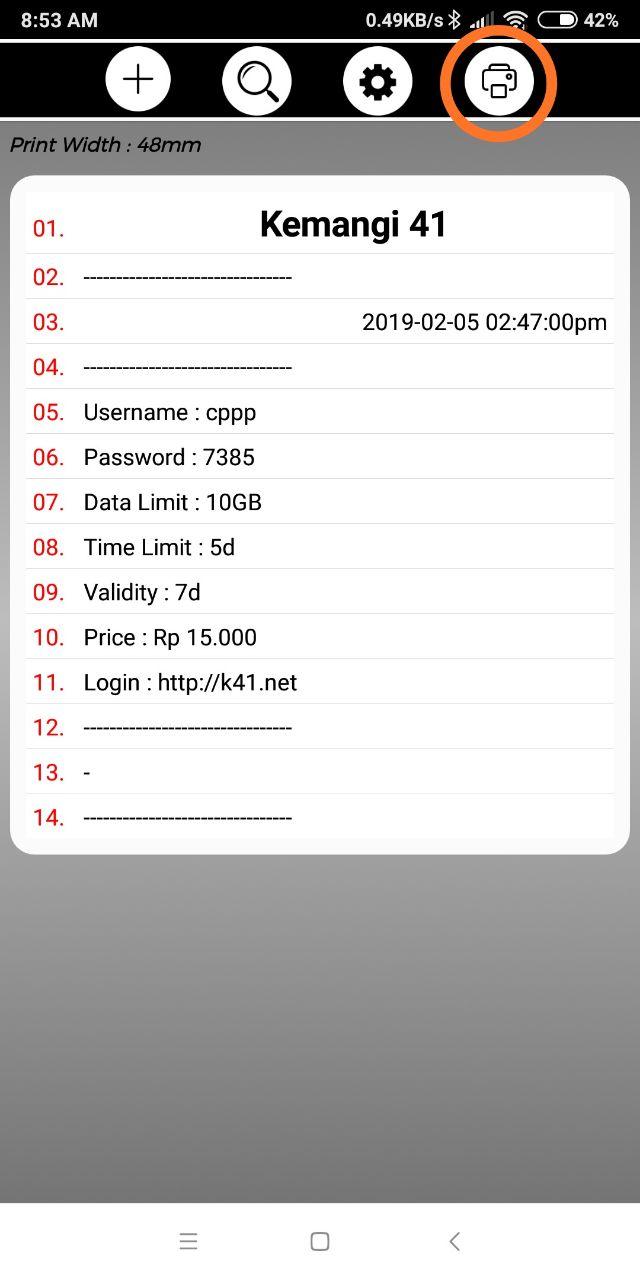 8:53 AM 0.49KB/s 42%
Print Width : 48mm
01. Kemangi 41
02. --------------------------------
03. 2019-02-05 02:47:00pm
04. --------------------------------
05. Username : cppp
06. Password : 7385
07. Data Limit : 10GB
08. Time Limit : 5d
09. Validity : 7d
10. Price : Rp 15.000
11. Login : http://k41.net
12. --------------------------------
13. -
14. --------------------------------